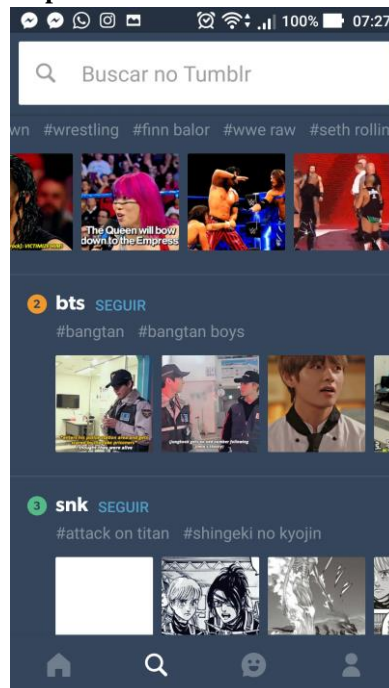 100% 07:27
Buscar no Tumblr
wn #wrestling #finn balor #wwe raw #seth rollin
The Queen will bow
down to the Empress
2 bts SEGUIR
#bangtan #bangtan boys
3 snk SEGUIR
#attack on titan #shingeki no kyojin